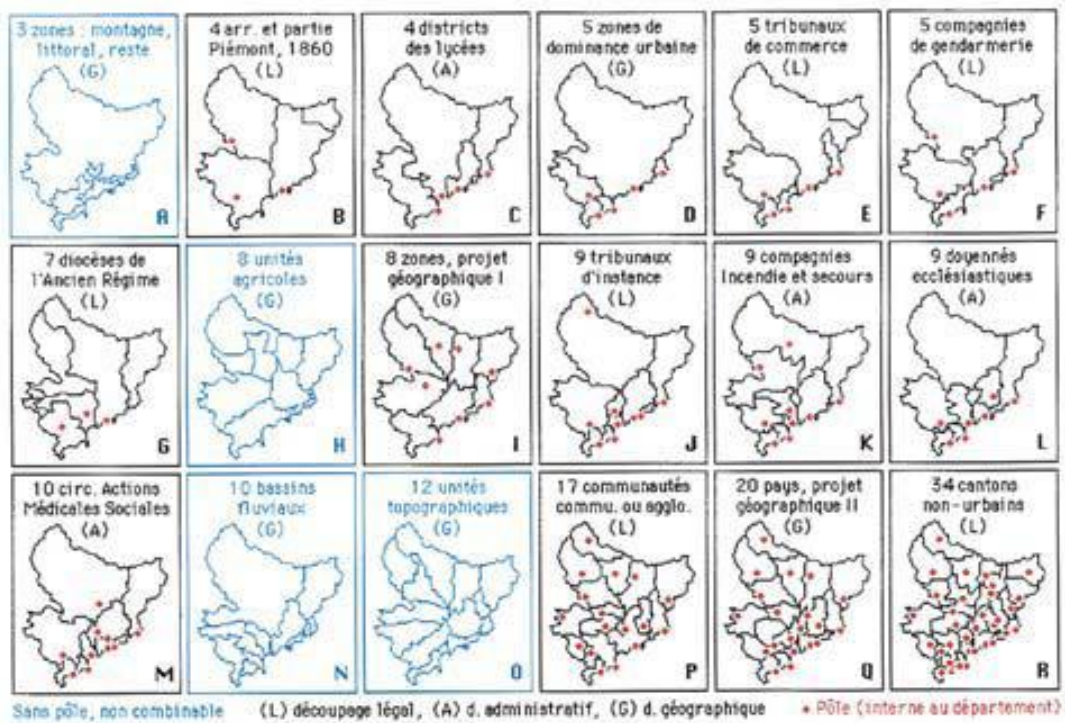 3 zones : montagne,
littoral, reste
(G)
A
4 arr. et partie
Piémont, 1860
(L)
B
4 districts
des lycées
(A)
C
5 zones de
dominance urbaine
(G)
D
5 tribunaux
de commerce
(L)
E
5 compagnies
de gendarmerie
(L)
F
7 diocèses de
l'Ancien Régime
(L)
G
8 unités
agricoles
(G)
H
8 zones, projet
géographique I
(G)
I
9 tribunaux
d'instance
(L)
J
9 compagnies
Incendie et secours
(A)
K
9 doyennés
ecclésiastiques
(A)
L
10 circ. Actions
Médicales Sociales
(A)
M
10 bassins
fluviaux
(G)
N
12 unités
topographiques
(G)
O
17 communautés
commu. ou agglo.
(L)
P
20 pays, projet
géographique II
(G)
Q
34 cantons
non-urbains
(L)
R
Sans pôle, non combinable (L) découpage légal, (A) d. administratif, (G) d. géographique • Pôle (interne au département)